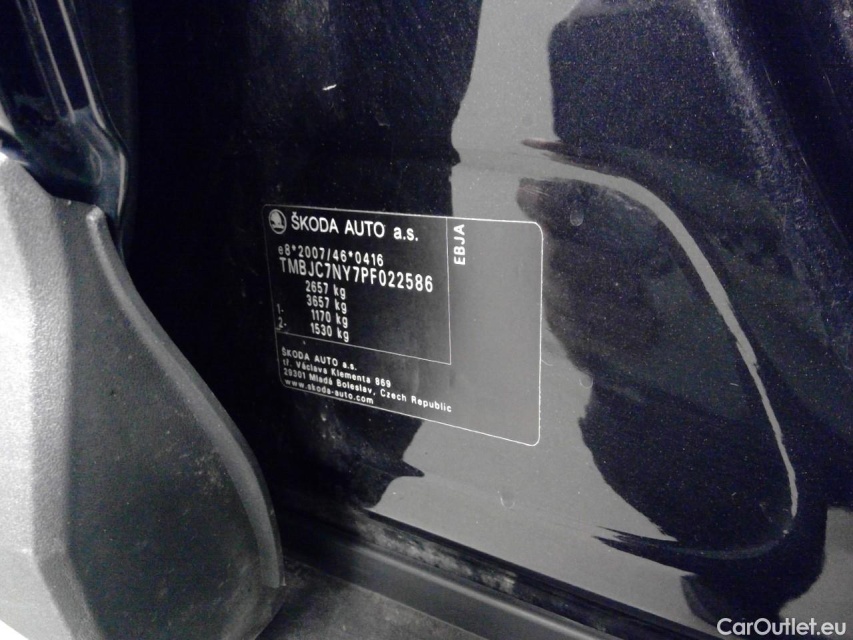 ŠKODA AUTO a.s.
EBJA
e8*2007/46*0416
TMBJC7NY7PF022586
2657 kg
3657 kg
1- 1170 kg
2- 1530 kg
ŠKODA AUTO a.s.
tř. Václava Klementa 869
29301 Mladá Boleslav, Czech Republic
www.skoda-auto.com
CarOutlet.eu